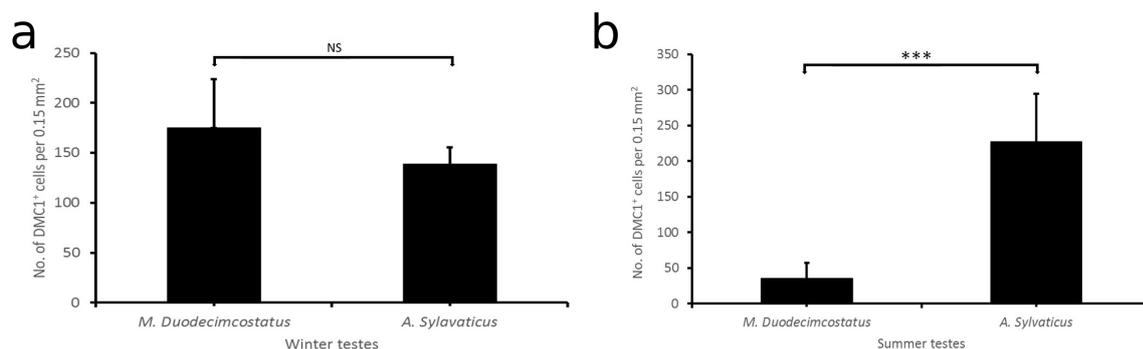 a
NS
No. of DMC1⁺ cells per 0.15 mm²
250
200
150
100
50
0
M. Duodecimcostatus
A. Sylavaticus
Winter testes
b
***
No. of DMC1⁺ cells per 0.15 mm²
350
300
250
200
150
100
50
0
M. Duodecimcostatus
A. Sylvaticus
Summer testes